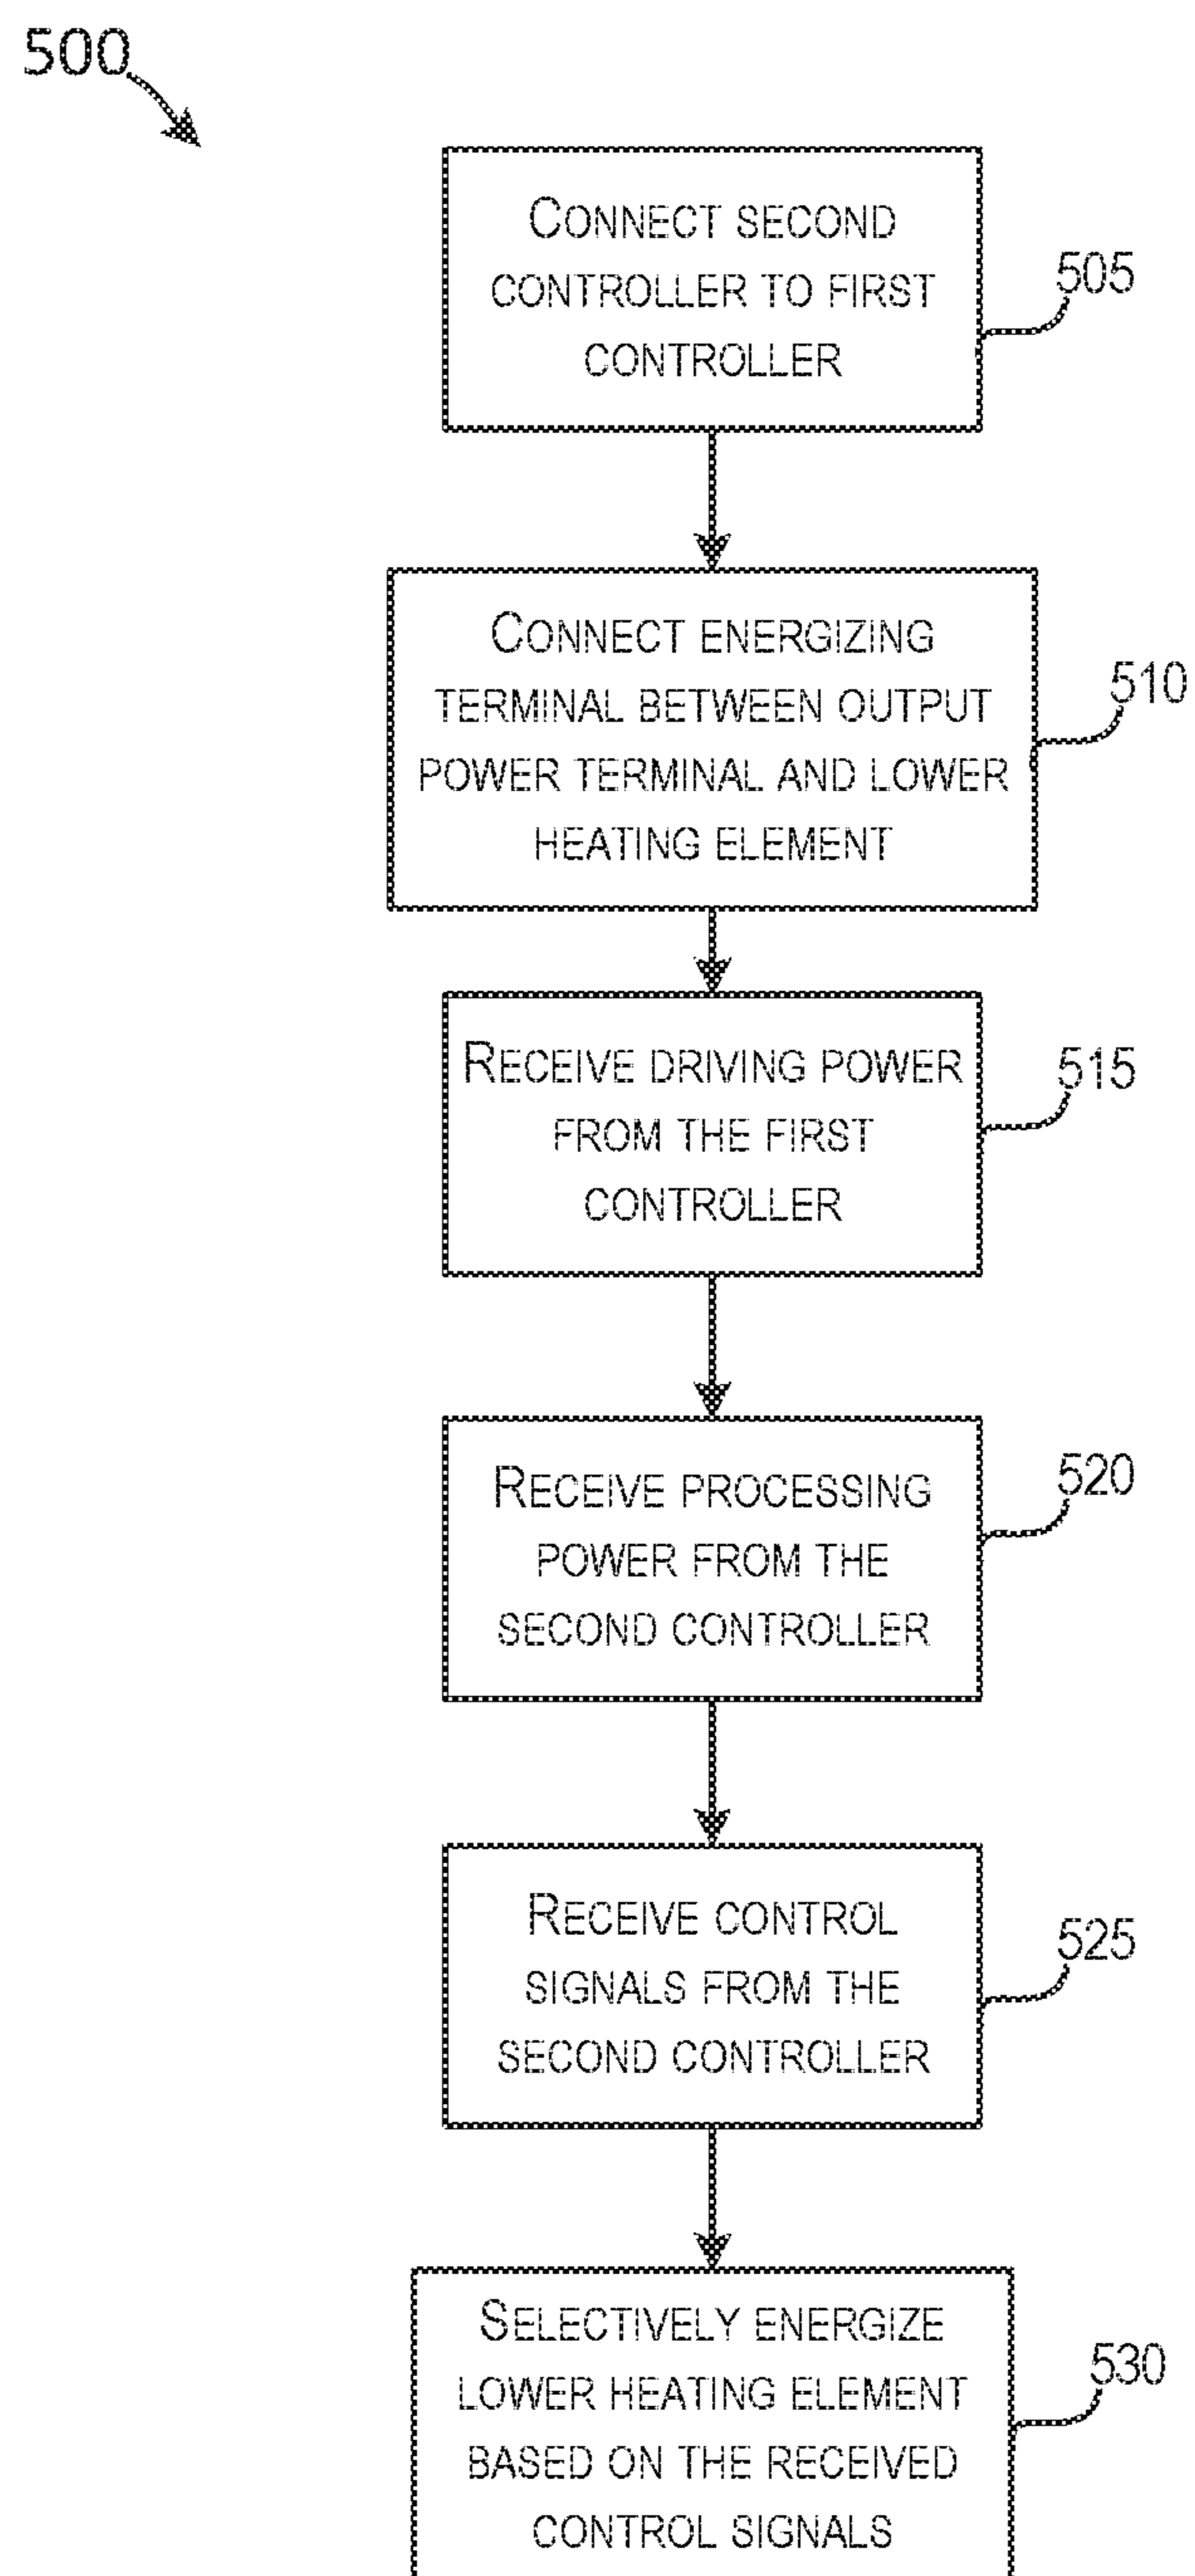 500
CONNECT SECOND
CONTROLLER TO FIRST
CONTROLLER
505
CONNECT ENERGIZING
TERMINAL BETWEEN OUTPUT
POWER TERMINAL AND LOWER
HEATING ELEMENT
510
RECEIVE DRIVING POWER
FROM THE FIRST
CONTROLLER
515
RECEIVE PROCESSING
POWER FROM THE
SECOND CONTROLLER
520
RECEIVE CONTROL
SIGNALS FROM THE
SECOND CONTROLLER
525
SELECTIVELY ENERGIZE
LOWER HEATING ELEMENT
BASED ON THE RECEIVED
CONTROL SIGNALS
530